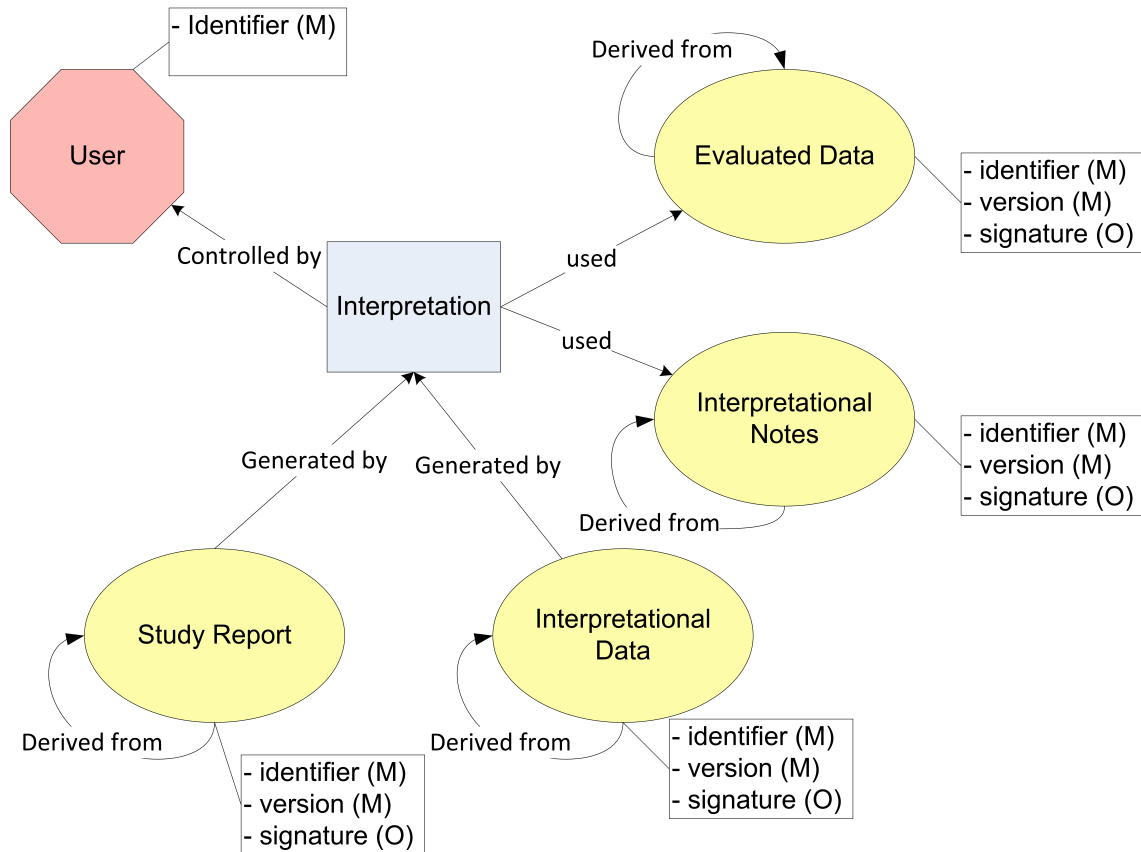 - Identifier (M)
User
Derived from
Evaluated Data
- identifier (M)
- version (M)
- signature (O)
Controlled by
used
Interpretation
used
Interpretational
Notes
- identifier (M)
- version (M)
- signature (O)
Generated by
Generated by
Derived from
Study Report
Interpretational
Data
Derived from
Derived from
- identifier (M)
- version (M)
- signature (O)
- identifier (M)
- version (M)
- signature (O)